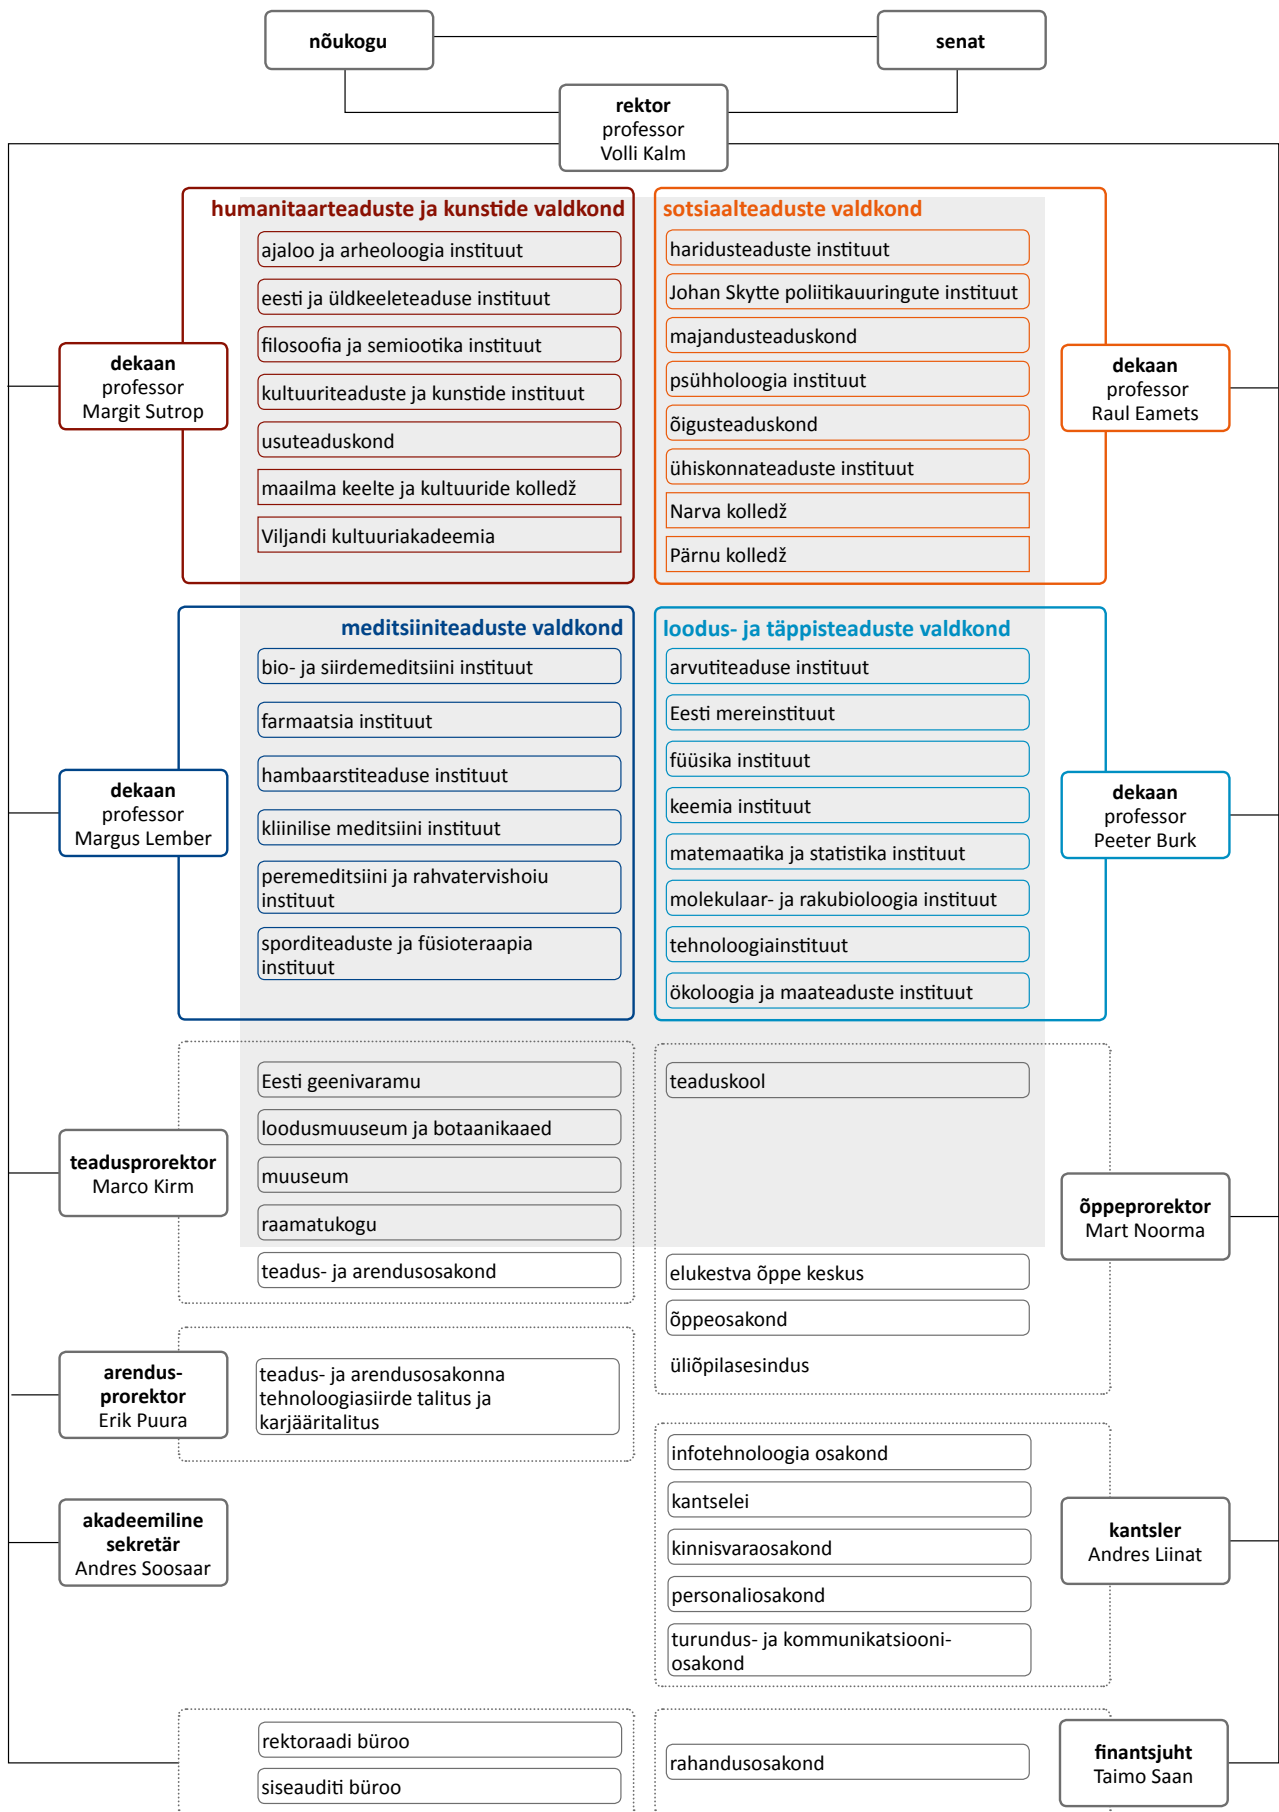 nõukogu
senat
rektor
professor
Volli Kalm
humanitaarteaduste ja kunstide valdkond
ajaloo ja arheoloogia instituut
eesti ja üldkeeleteaduse instituut
filosoofia ja semiootika instituut
kultuuriteaduste ja kunstide instituut
usuteaduskond
maailma keelte ja kultuuride kolledž
Viljandi kultuuriakadeemia
dekaan
professor
Margit Sutrop
sotsiaalteaduste valdkond
haridusteaduste instituut
Johan Skytte poliitikauuringute instituut
majandusteaduskond
psühholoogia instituut
õigusteaduskond
ühiskonnateaduste instituut
Narva kolledž
Pärnu kolledž
dekaan
professor
Raul Eamets
meditsiiniteaduste valdkond
bio- ja siirdemeditsiini instituut
farmaatsia instituut
hambaarstiteaduse instituut
kliinilise meditsiini instituut
peremeditsiini ja rahvatervishoiu
instituut
sporditeaduste ja füsioteraapia
instituut
dekaan
professor
Margus Lember
loodus- ja täppisteaduste valdkond
arvutiteaduse instituut
Eesti mereinstituut
füüsika instituut
keemia instituut
matemaatika ja statistika instituut
molekulaar- ja rakubioloogia instituut
tehnoloogiainstituut
ökoloogia ja maateaduste instituut
dekaan
professor
Peeter Burk
teadusprorektor
Marco Kirm
Eesti geenivaramu
loodusmuuseum ja botaanikaaed
muuseum
raamatukogu
teadus- ja arendusosakond
teaduskool
elukestva õppe keskus
õppeosakond
üliõpilasesindus
õppeprorektor
Mart Noorma
arendus-
prorektor
Erik Puura
teadus- ja arendusosakonna
tehnoloogiasiirde talitus ja
karjääritalitus
akadeemiline
sekretär
Andres Soosaar
infotehnoloogia osakond
kantselei
kinnisvaraosakond
personaliosakond
turundus- ja kommunikatsiooni-
osakond
kantsler
Andres Liinat
rektoraadi büroo
siseauditi büroo
rahandusosakond
finantsjuht
Taimo Saan